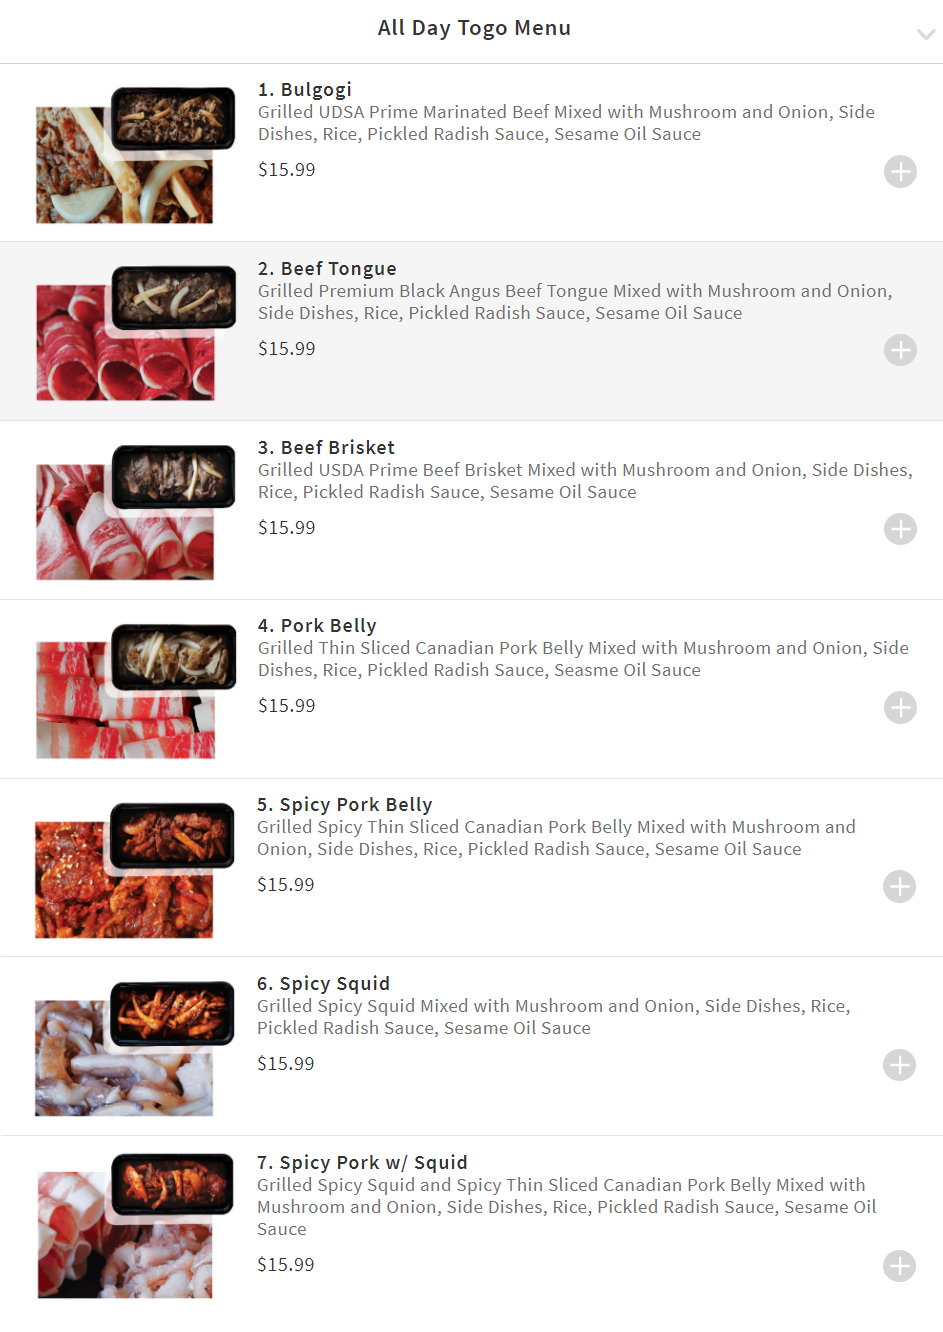 All Day Togo Menu
1. Bulgogi
Grilled UDSA Prime Marinated Beef Mixed with Mushroom and Onion, Side
Dishes, Rice, Pickled Radish Sauce, Sesame Oil Sauce
$15.99
2. Beef Tongue
Grilled Premium Black Angus Beef Tongue Mixed with Mushroom and Onion,
Side Dishes, Rice, Pickled Radish Sauce, Sesame Oil Sauce
$15.99
3. Beef Brisket
Grilled USDA Prime Beef Brisket Mixed with Mushroom and Onion, Side Dishes,
Rice, Pickled Radish Sauce, Sesame Oil Sauce
$15.99
4. Pork Belly
Grilled Thin Sliced Canadian Pork Belly Mixed with Mushroom and Onion, Side
Dishes, Rice, Pickled Radish Sauce, Seasme Oil Sauce
$15.99
5. Spicy Pork Belly
Grilled Spicy Thin Sliced Canadian Pork Belly Mixed with Mushroom and
Onion, Side Dishes, Rice, Pickled Radish Sauce, Sesame Oil Sauce
$15.99
6. Spicy Squid
Grilled Spicy Squid Mixed with Mushroom and Onion, Side Dishes, Rice,
Pickled Radish Sauce, Sesame Oil Sauce
$15.99
7. Spicy Pork w/ Squid
Grilled Spicy Squid and Spicy Thin Sliced Canadian Pork Belly Mixed with
Mushroom and Onion, Side Dishes, Rice, Pickled Radish Sauce, Sesame Oil
Sauce
$15.99